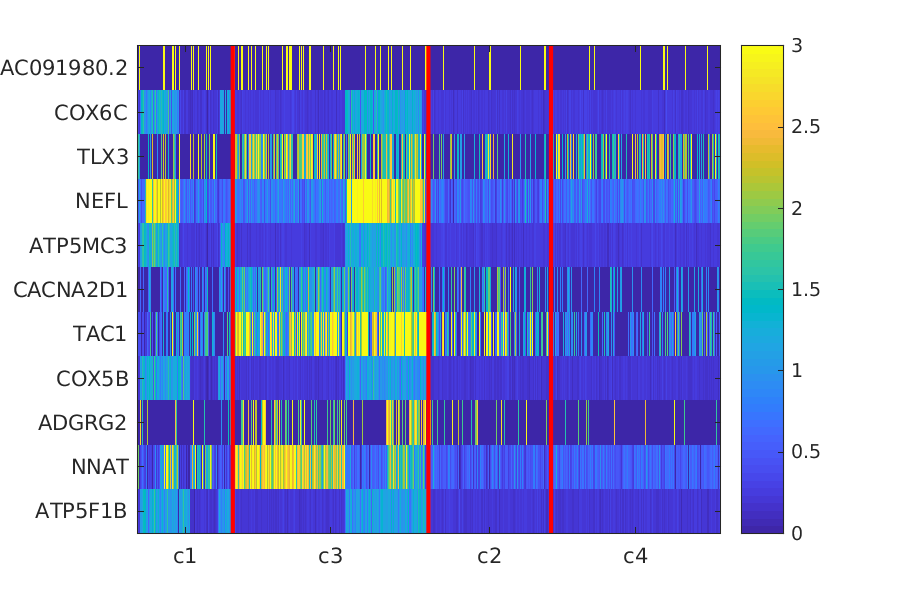 AC091980.2
COX6C
TLX3
NEFL
ATP5MC3
CACNA2D1
TAC1
COX5B
ADGRG2
NNAT
ATP5F1B
c1 c3 c2 c4
3
2.5
2
1.5
1
0.5
0